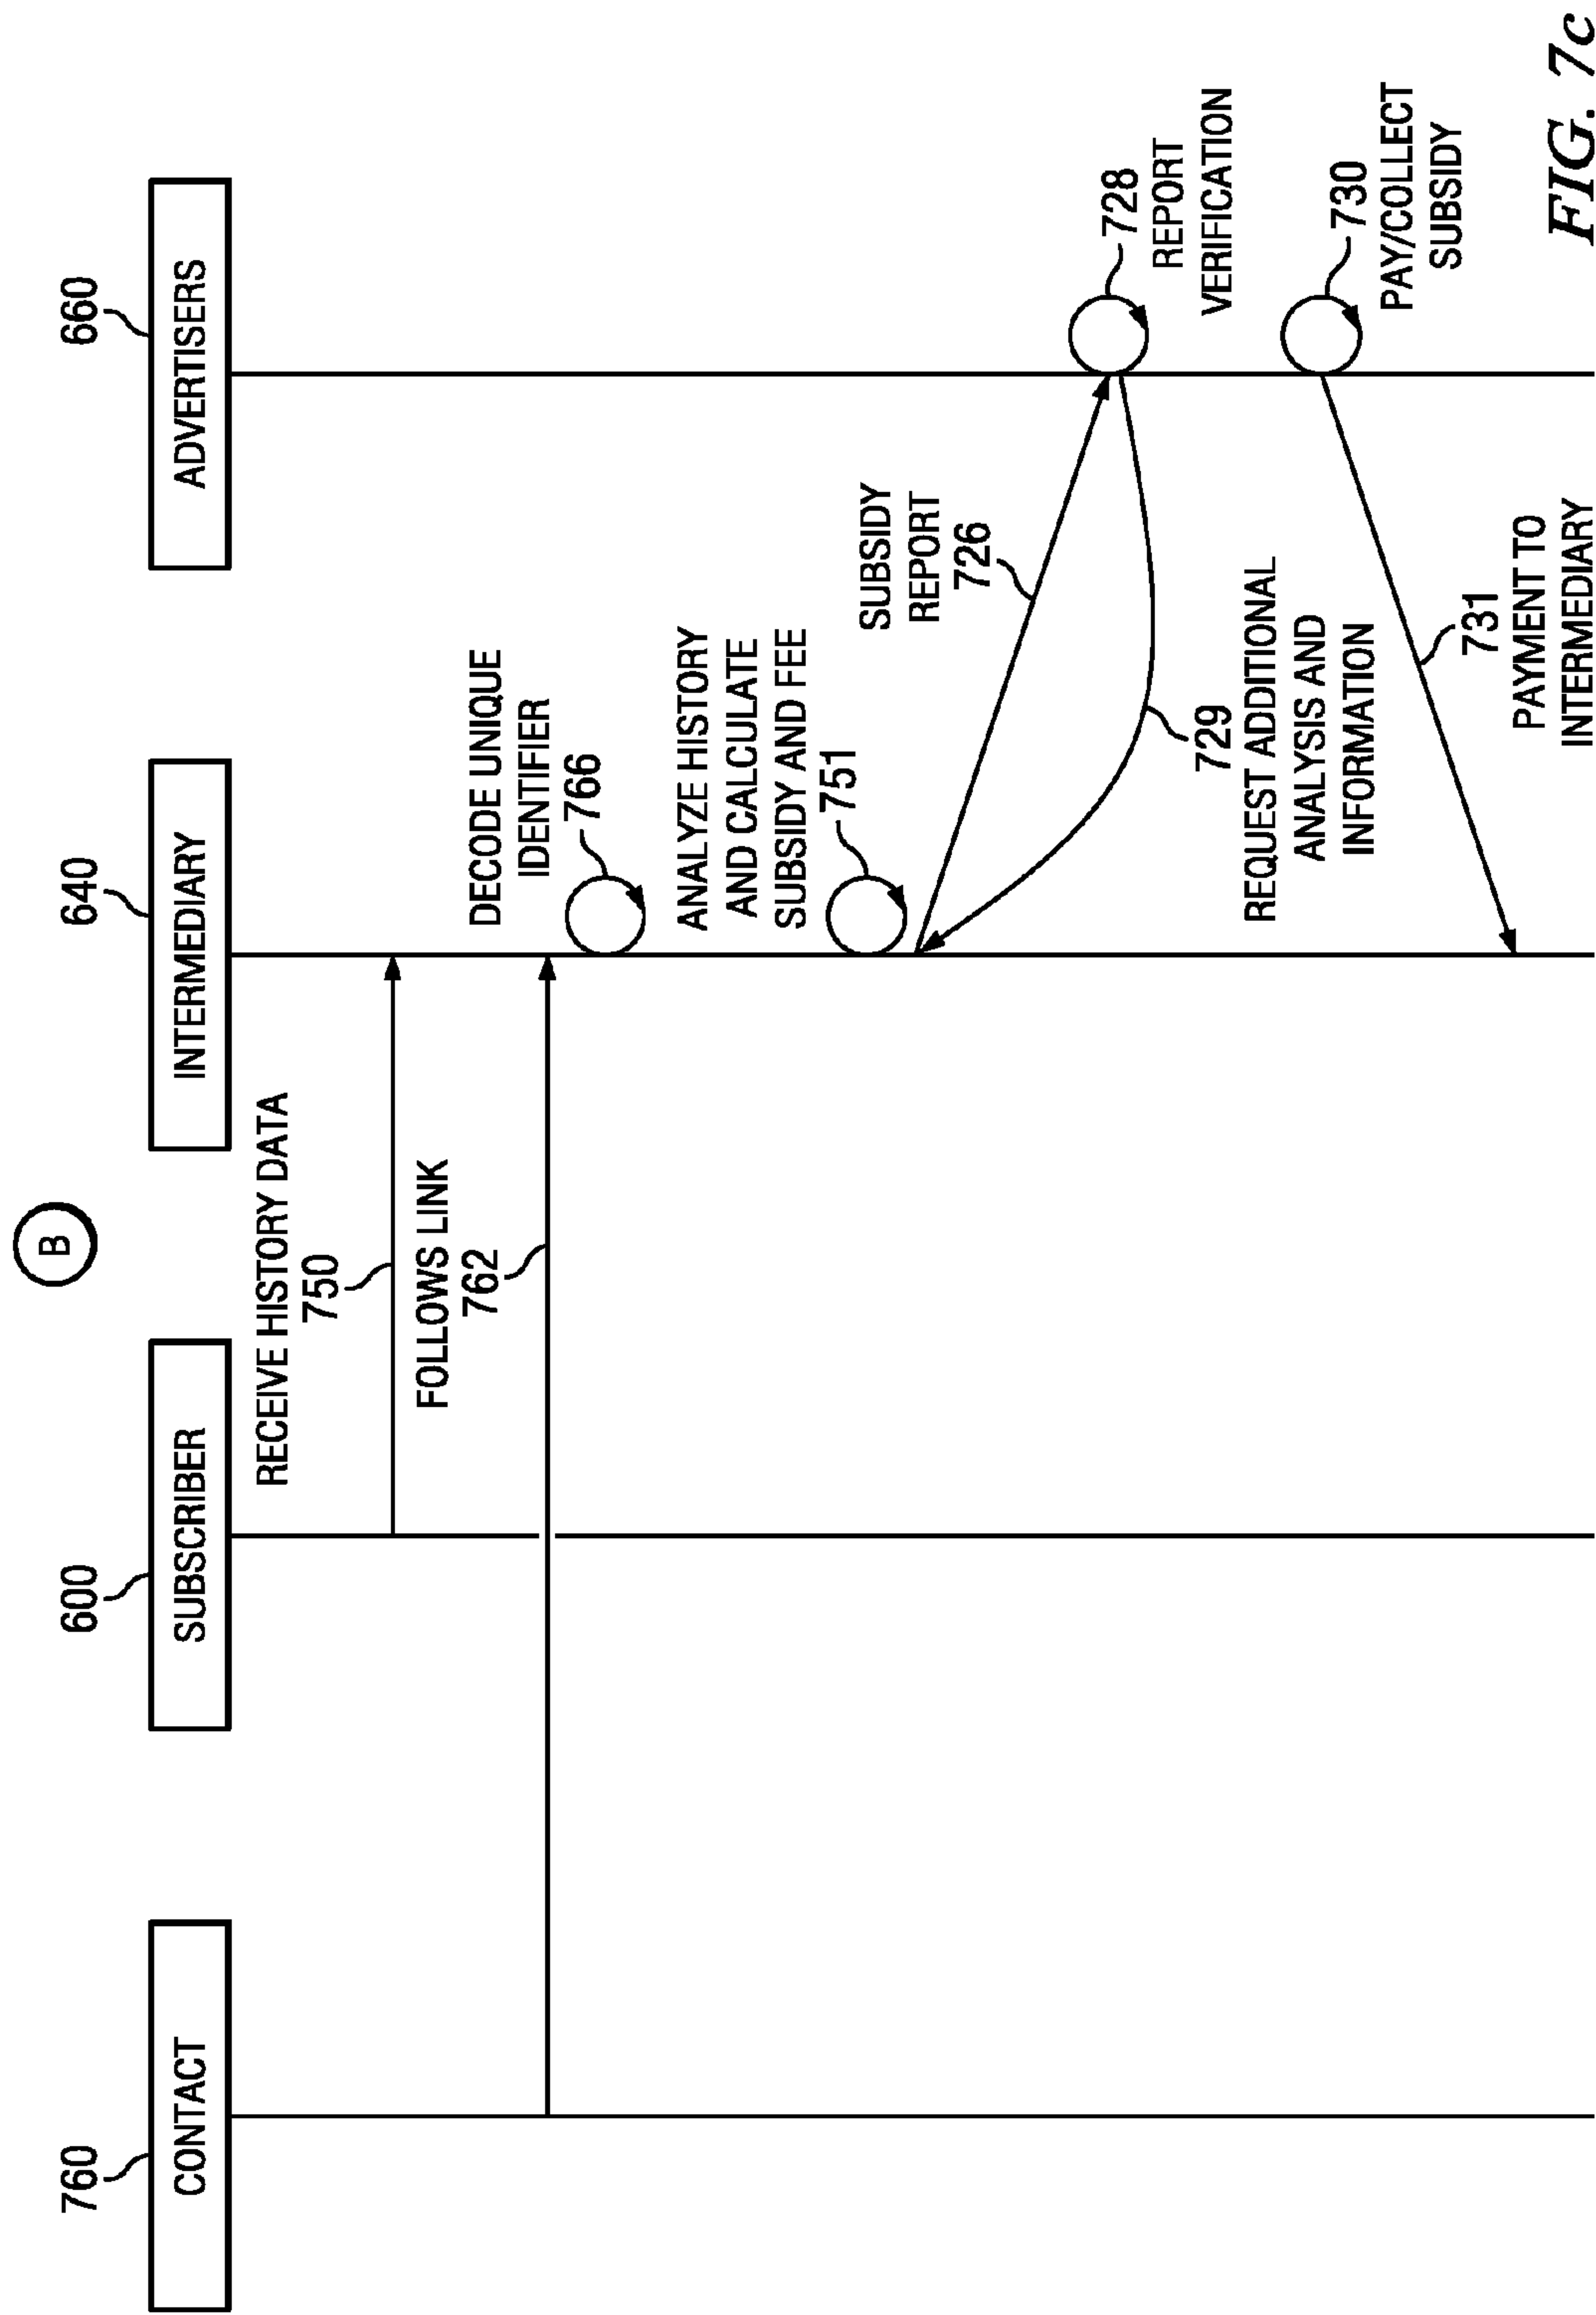 B
760
600
640
660
CONTACT
SUBSCRIBER
INTERMEDIARY
ADVERTISERS
RECEIVE HISTORY DATA
750
FOLLOWS LINK
762
DECODE UNIQUE
IDENTIFIER
766
ANALYZE HISTORY
AND CALCULATE
SUBSIDY AND FEE
751
SUBSIDY
REPORT
726
728
REPORT
VERIFICATION
729
REQUEST ADDITIONAL
ANALYSIS AND
INFORMATION
730
PAY/COLLECT
SUBSIDY
731
PAYMENT TO
INTERMEDIARY
FIG. 7c